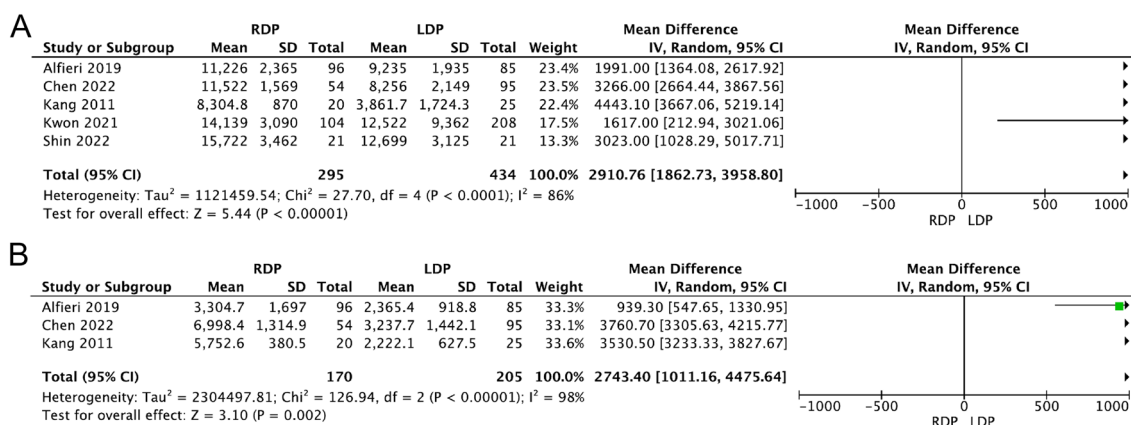 A
RDP LDP Mean Difference Mean Difference
Study or Subgroup Mean SD Total Mean SD Total Weight IV, Random, 95% CI IV, Random, 95% CI
Alfieri 2019 11,226 2,365 96 9,235 1,935 85 23.4% 1991.00 [1364.08, 2617.92]
Chen 2022 11,522 1,569 54 8,256 2,149 95 23.5% 3266.00 [2664.44, 3867.56]
Kang 2011 8,304.8 870 20 3,861.7 1,724.3 25 22.4% 4443.10 [3667.06, 5219.14]
Kwon 2021 14,139 3,090 104 12,522 9,362 208 17.5% 1617.00 [212.94, 3021.06]
Shin 2022 15,722 3,462 21 12,699 3,125 21 13.3% 3023.00 [1028.29, 5017.71]
Total (95% CI) 295 434 100.0% 2910.76 [1862.73, 3958.80]
Heterogeneity: Tau² = 1121459.54; Chi² = 27.70, df = 4 (P < 0.0001); I² = 86%
Test for overall effect: Z = 5.44 (P < 0.00001)
-1000 -500 0 500 1000
RDP LDP
B
RDP LDP Mean Difference Mean Difference
Study or Subgroup Mean SD Total Mean SD Total Weight IV, Random, 95% CI IV, Random, 95% CI
Alfieri 2019 3,304.7 1,697 96 2,365.4 918.8 85 33.3% 939.30 [547.65, 1330.95]
Chen 2022 6,998.4 1,314.9 54 3,237.7 1,442.1 95 33.1% 3760.70 [3305.63, 4215.77]
Kang 2011 5,752.6 380.5 20 2,222.1 627.5 25 33.6% 3530.50 [3233.33, 3827.67]
Total (95% CI) 170 205 100.0% 2743.40 [1011.16, 4475.64]
Heterogeneity: Tau² = 2304497.81; Chi² = 126.94, df = 2 (P < 0.00001); I² = 98%
Test for overall effect: Z = 3.10 (P = 0.002)
-1000 -500 0 500 1000
RDP LDP